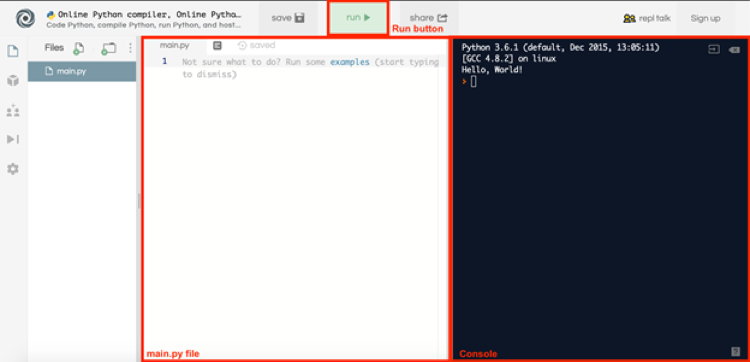 Online Python compiler, Online Pytho…
Code Python, compile Python, run Python, and host...
save
run
share
Run button
repl talk
Sign up
Files
main.py
main.py
saved
1 Not sure what to do? Run some examples (start typing
to dismiss)
Python 3.6.1 (default, Dec 2015, 13:05:11)
[GCC 4.8.2] on linux
Hello, World!
>
main.py file
Console
?